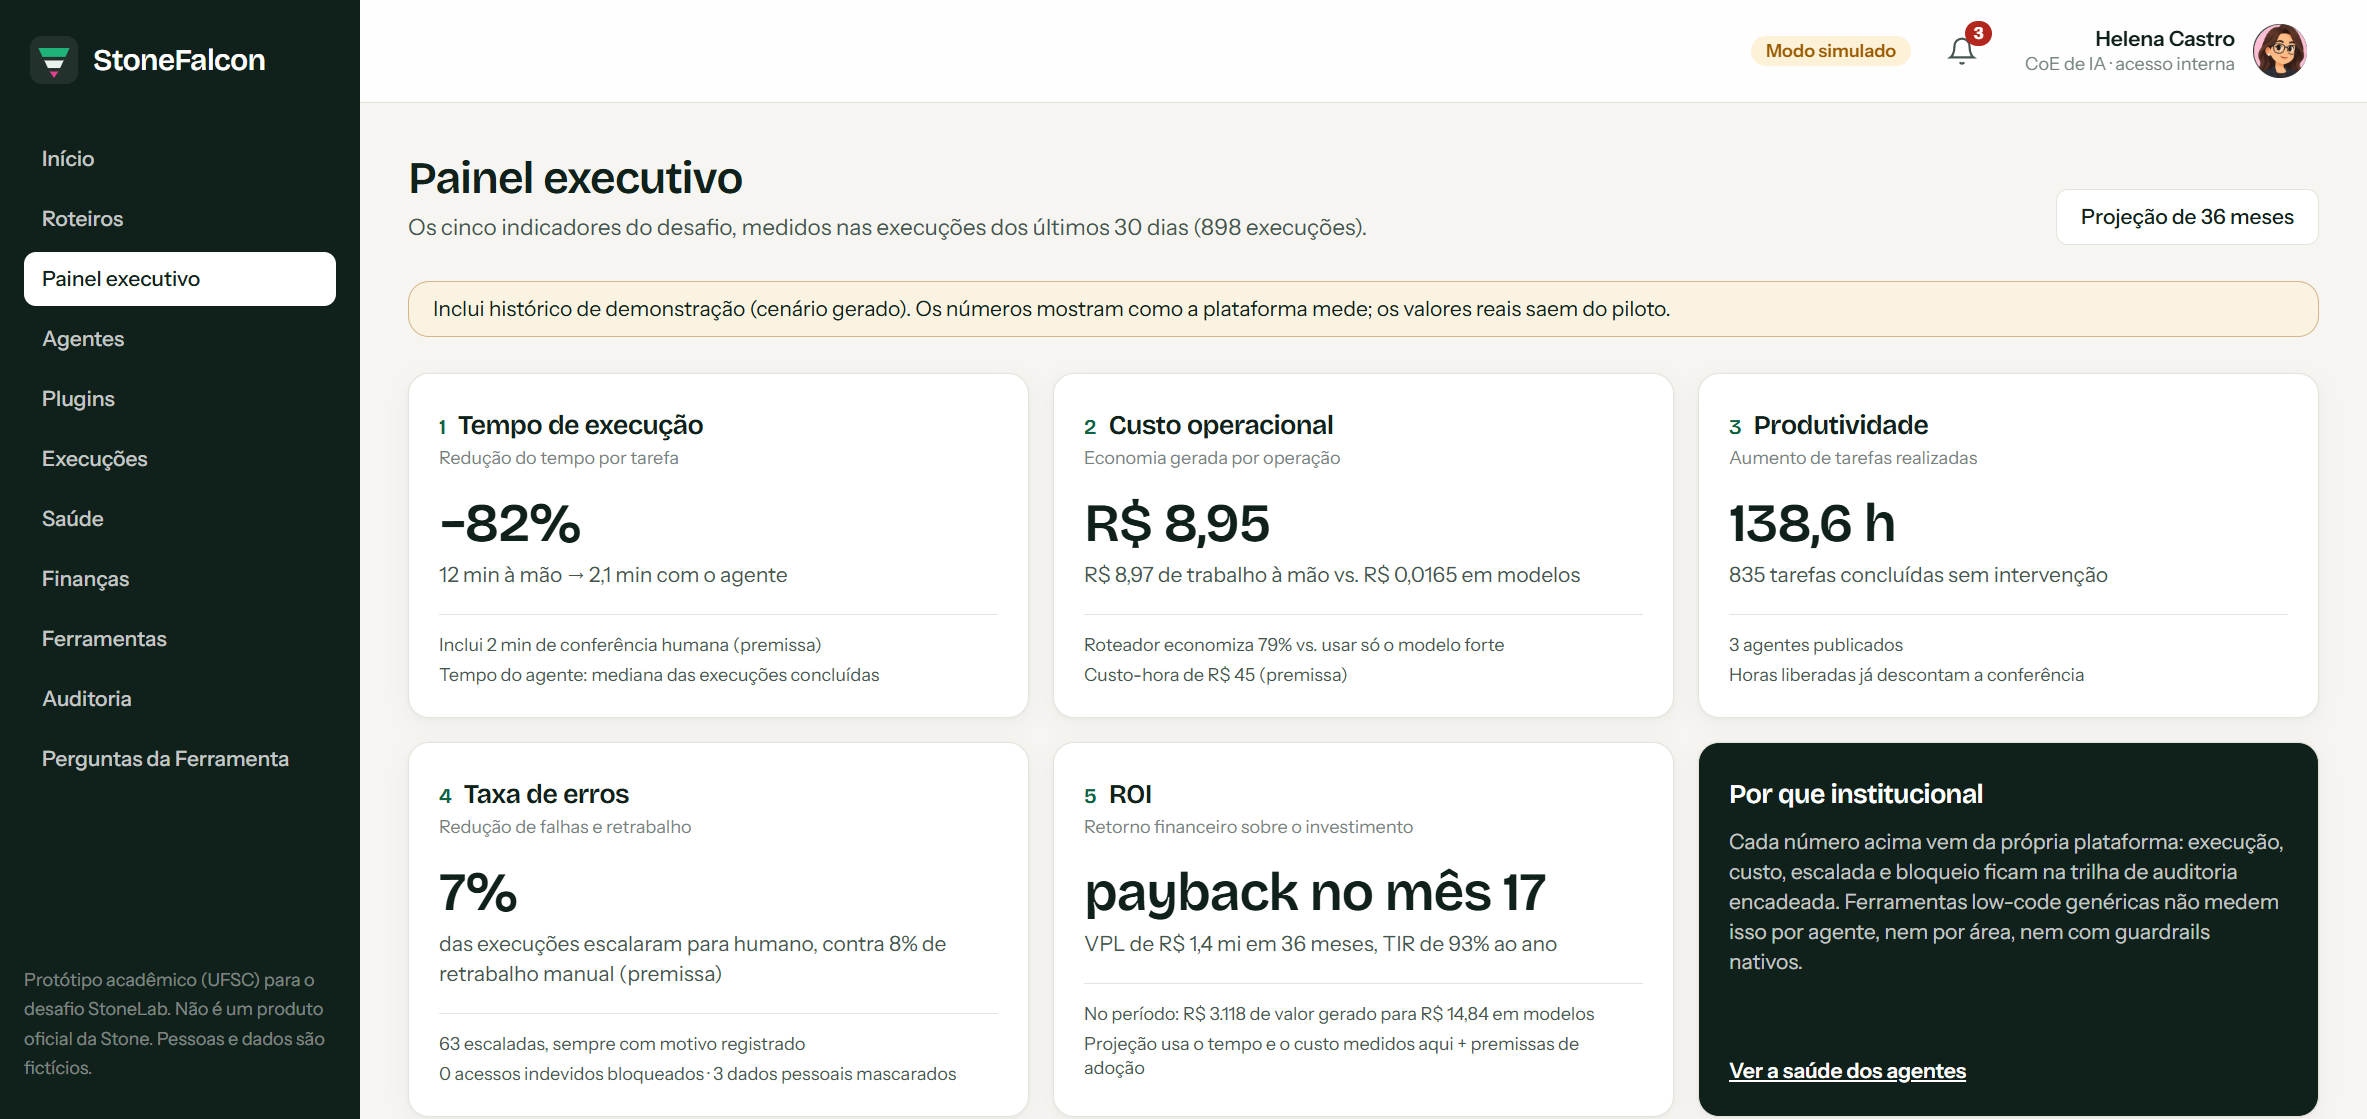 StoneFalcon
Início
Roteiros
Painel executivo
Agentes
Plugins
Execuções
Saúde
Finanças
Ferramentas
Auditoria
Perguntas da Ferramenta
Protótipo acadêmico (UFSC) para o
desafio StoneLab. Não é um produto
oficial da Stone. Pessoas e dados são
fictícios.
Modo simulado
3
Helena Castro
CoE de IA · acesso interna
Painel executivo
Os cinco indicadores do desafio, medidos nas execuções dos últimos 30 dias (898 execuções).
Projeção de 36 meses
Inclui histórico de demonstração (cenário gerado). Os números mostram como a plataforma mede; os valores reais saem do piloto.
1 Tempo de execução
Redução do tempo por tarefa
−82%
12 min à mão → 2,1 min com o agente
Inclui 2 min de conferência humana (premissa)
Tempo do agente: mediana das execuções concluídas
2 Custo operacional
Economia gerada por operação
R$ 8,95
R$ 8,97 de trabalho à mão vs. R$ 0,0165 em modelos
Roteador economiza 79% vs. usar só o modelo forte
Custo-hora de R$ 45 (premissa)
3 Produtividade
Aumento de tarefas realizadas
138,6 h
835 tarefas concluídas sem intervenção
3 agentes publicados
Horas liberadas já descontam a conferência
4 Taxa de erros
Redução de falhas e retrabalho
7%
das execuções escalaram para humano, contra 8% de
retrabalho manual (premissa)
63 escaladas, sempre com motivo registrado
0 acessos indevidos bloqueados · 3 dados pessoais mascarados
5 ROI
Retorno financeiro sobre o investimento
payback no mês 17
VPL de R$ 1,4 mi em 36 meses, TIR de 93% ao ano
No período: R$ 3.118 de valor gerado para R$ 14,84 em modelos
Projeção usa o tempo e o custo medidos aqui + premissas de
adoção
Por que institucional
Cada número acima vem da própria plataforma: execução,
custo, escalada e bloqueio ficam na trilha de auditoria
encadeada. Ferramentas low-code genéricas não medem
isso por agente, nem por área, nem com guardrails
nativos.
Ver a saúde dos agentes